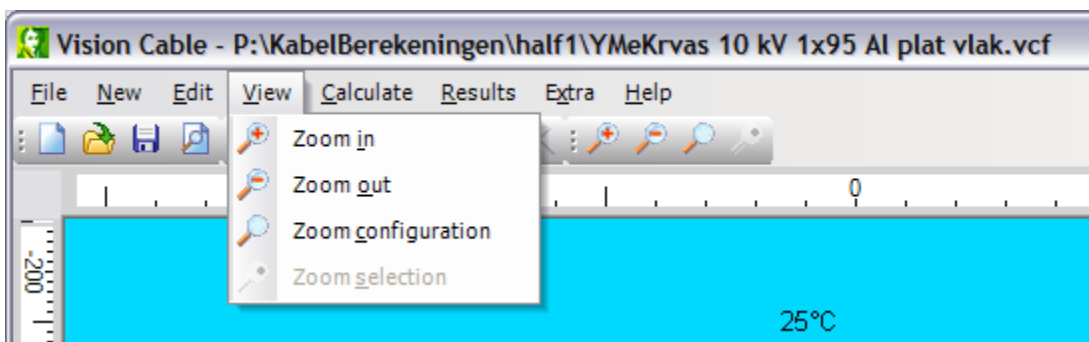 Vision Cable - P:\KabelBerekeningen\half1\YMeKrvas 10 kV 1x95 Al plat vlak.vcf
File New Edit View Calculate Results Extra Help
Zoom in
Zoom out
0
Zoom configuration
Zoom selection
-200
25°C